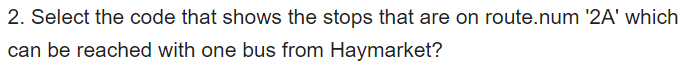 2. Select the code that shows the stops that are on route.num '2A' which
can be reached with one bus from Haymarket?